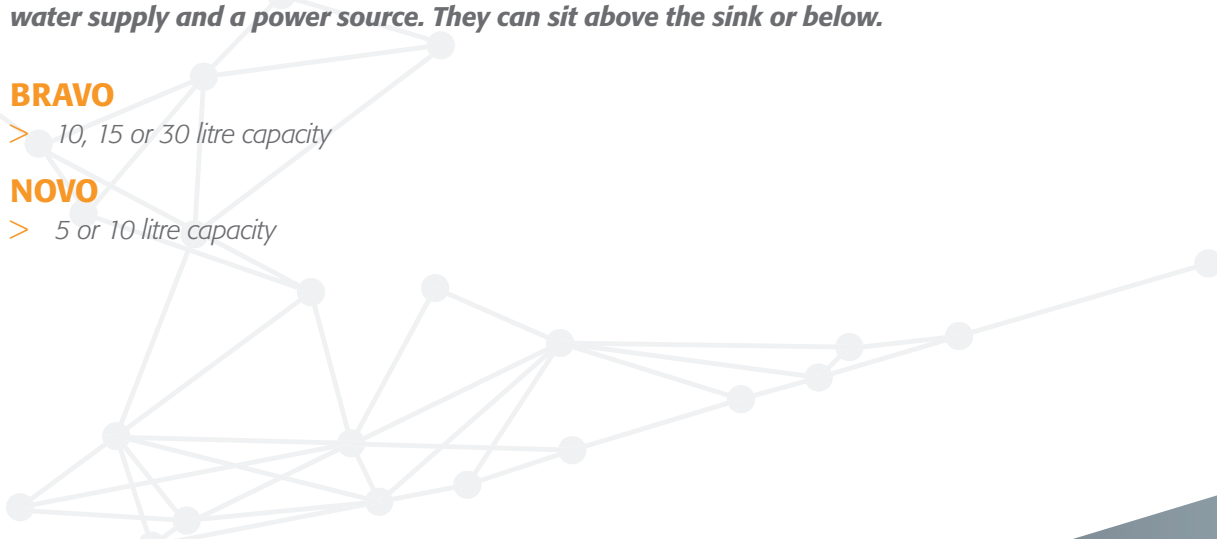 water supply and a power source. They can sit above the sink or below.
BRAVO
> 10, 15 or 30 litre capacity
NOVO
> 5 or 10 litre capacity